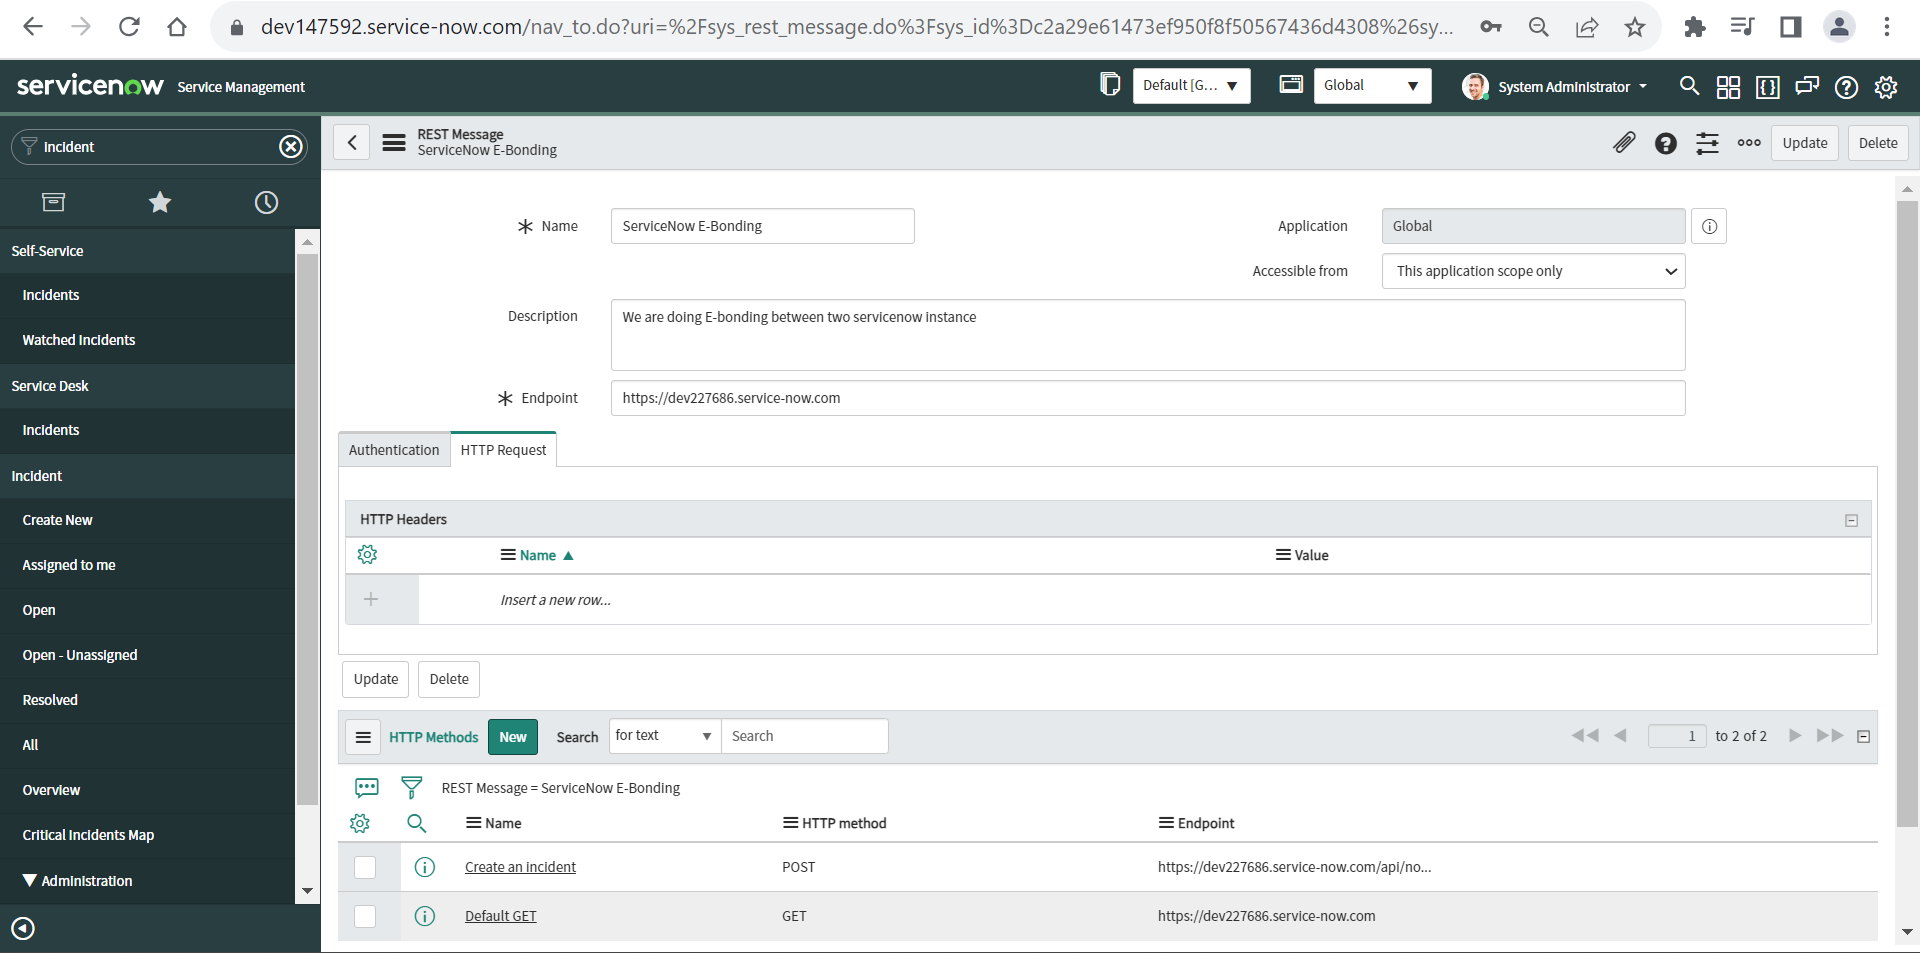 dev147592.service-now.com/nav_to.do?uri=%2Fsys_rest_message.do%3Fsys_id%3Dc2a29e61473ef950f8f50567436d4308%26sy...
servicenow Service Management
Default [G...
Global
System Administrator
Incident
REST Message
ServiceNow E-Bonding
Update
Delete
Self-Service
Incidents
Watched Incidents
Service Desk
Incidents
Incident
Create New
Assigned to me
Open
Open - Unassigned
Resolved
All
Overview
Critical Incidents Map
Administration
Name
ServiceNow E-Bonding
Application
Global
Accessible from
This application scope only
Description
We are doing E-bonding between two servicenow instance
Endpoint
https://dev227686.service-now.com
Authentication
HTTP Request
HTTP Headers
Name
Value
Insert a new row...
Update
Delete
HTTP Methods
New
Search
for text
Search
1
to 2 of 2
REST Message = ServiceNow E-Bonding
Name
HTTP method
Endpoint
Create an incident
POST
https://dev227686.service-now.com/api/no...
Default GET
GET
https://dev227686.service-now.com